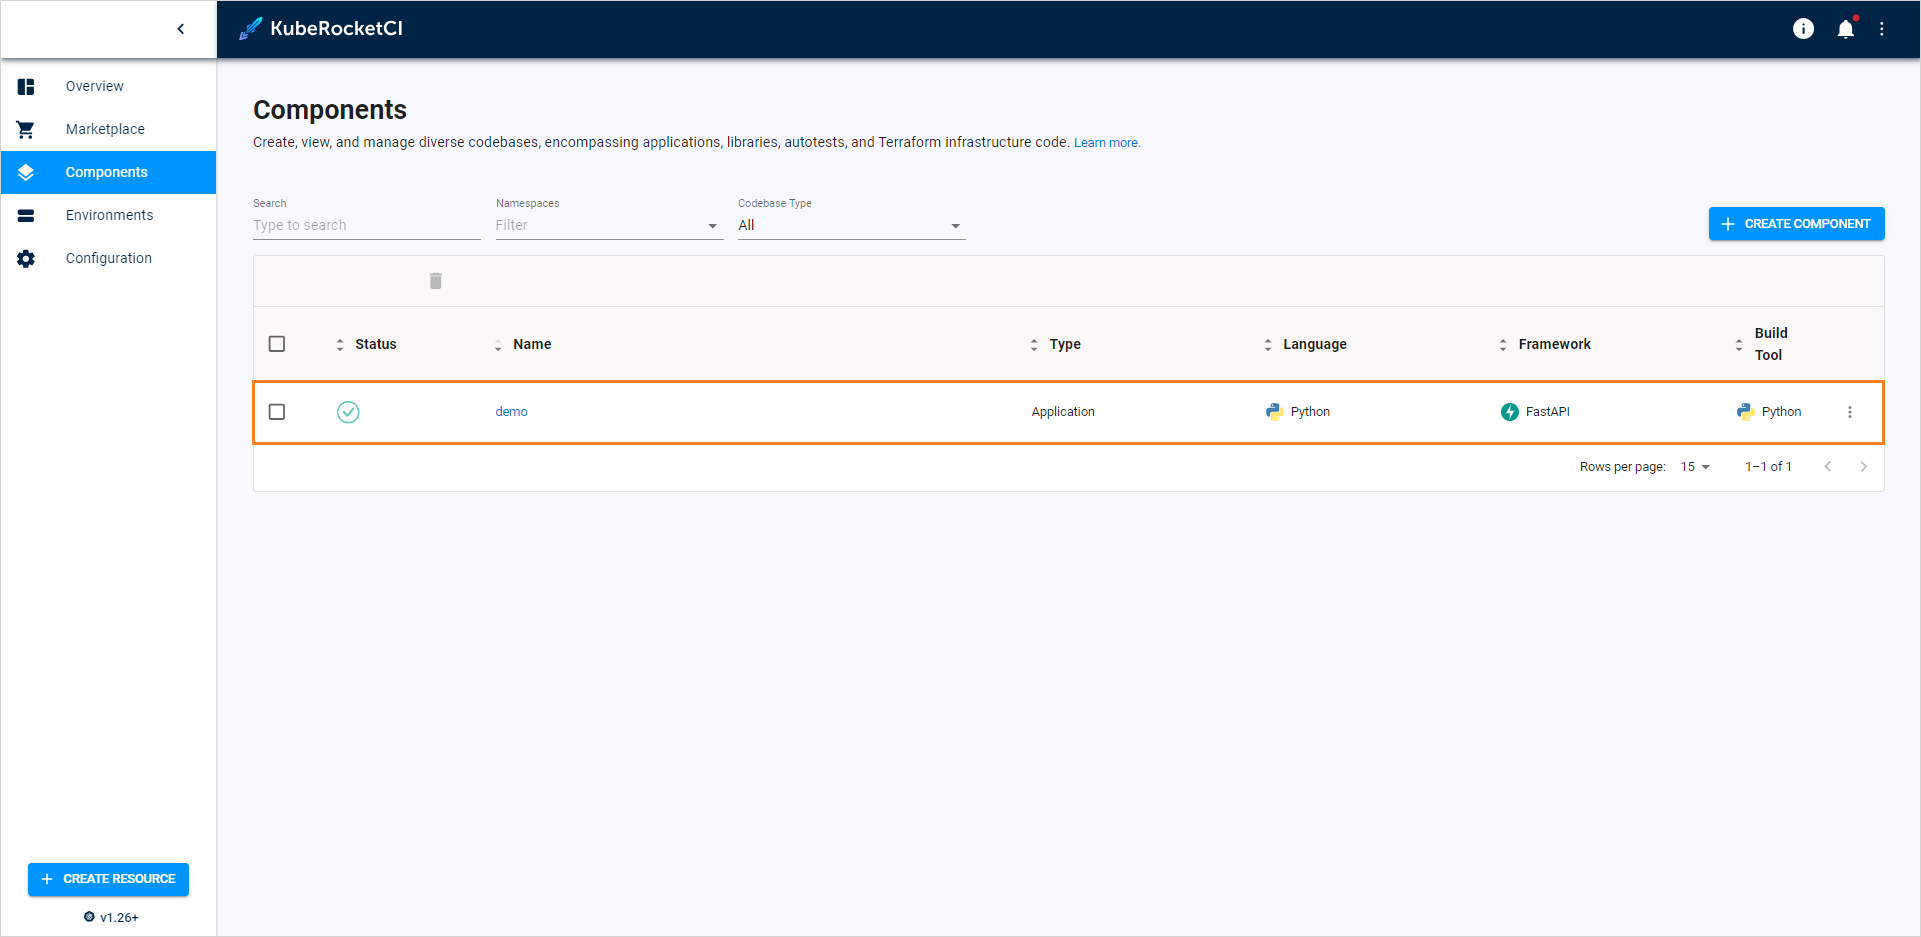 KubeRocketCI
Overview
Marketplace
Components
Environments
Configuration
CREATE RESOURCE
v1.26+
Components
Create, view, and manage diverse codebases, encompassing applications, libraries, autotests, and Terraform infrastructure code. Learn more.
Search
Type to search
Namespaces
Filter
Codebase Type
All
CREATE COMPONENT
Status Name Type Language Framework Build Tool
demo Application Python FastAPI Python
Rows per page: 15 1–1 of 1